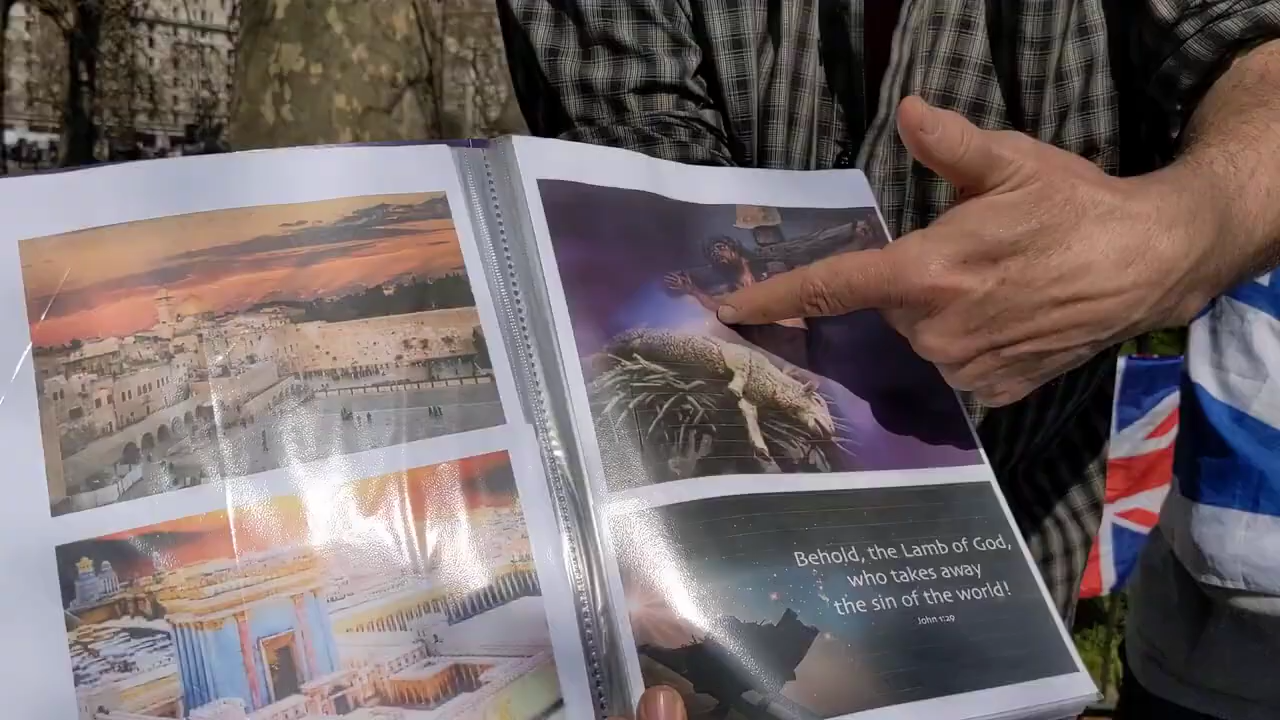 Behold, the Lamb of God,
who takes away
the sin of the world!
John 1:29